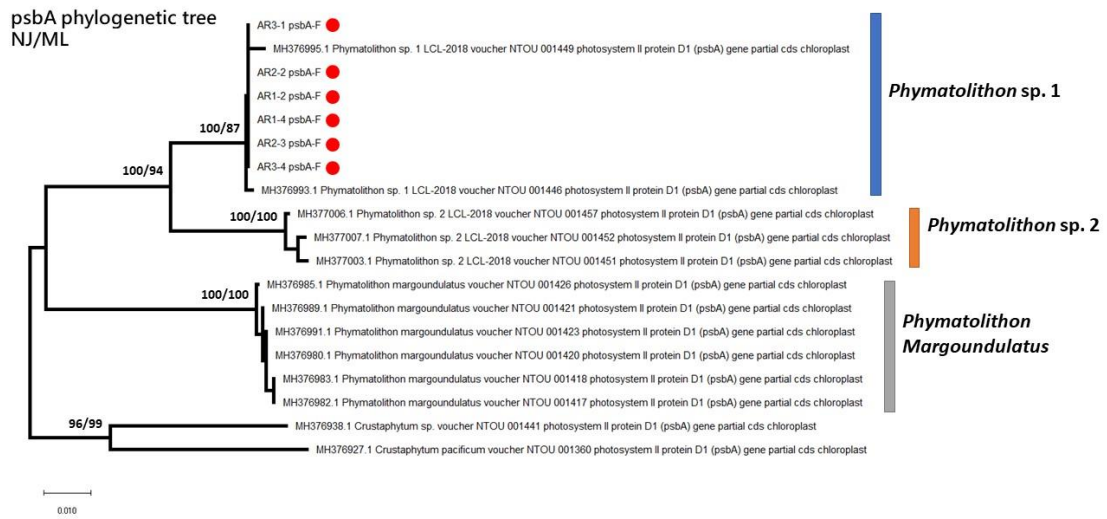 psbA phylogenetic tree
NJ/ML
AR3-1 psbA-F
MH376995.1 Phymatolithon sp. 1 LCL-2018 voucher NTOU 001449 photosystem II protein D1 (psbA) gene partial cds chloroplast
AR2-2 psbA-F
AR1-2 psbA-F
Phymatolithon sp. 1
AR1-4 psbA-F
100/87
AR2-3 psbA-F
AR3-4 psbA-F
100/94
MH376993.1 Phymatolithon sp. 1 LCL-2018 voucher NTOU 001446 photosystem II protein D1 (psbA) gene partial cds chloroplast
100/100
MH377006.1 Phymatolithon sp. 2 LCL-2018 voucher NTOU 001457 photosystem II protein D1 (psbA) gene partial cds chloroplast
Phymatolithon sp. 2
MH377007.1 Phymatolithon sp. 2 LCL-2018 voucher NTOU 001452 photosystem II protein D1 (psbA) gene partial cds chloroplast
MH377003.1 Phymatolithon sp. 2 LCL-2018 voucher NTOU 001451 photosystem II protein D1 (psbA) gene partial cds chloroplast
MH376985.1 Phymatolithon margoundulatus voucher NTOU 001426 photosystem II protein D1 (psbA) gene partial cds chloroplast
100/100
MH376989.1 Phymatolithon margoundulatus voucher NTOU 001421 photosystem II protein D1 (psbA) gene partial cds chloroplast
Phymatolithon
Margoundulatus
MH376991.1 Phymatolithon margoundulatus voucher NTOU 001423 photosystem II protein D1 (psbA) gene partial cds chloroplast
MH376980.1 Phymatolithon margoundulatus voucher NTOU 001420 photosystem II protein D1 (psbA) gene partial cds chloroplast
MH376983.1 Phymatolithon margoundulatus voucher NTOU 001418 photosystem II protein D1 (psbA) gene partial cds chloroplast
MH376982.1 Phymatolithon margoundulatus voucher NTOU 001417 photosystem II protein D1 (psbA) gene partial cds chloroplast
96/99
MH376938.1 Crustaphytum sp. voucher NTOU 001441 photosystem II protein D1 (psbA) gene partial cds chloroplast
MH376927.1 Crustaphytum pacificum voucher NTOU 001360 photosystem II protein D1 (psbA) gene partial cds chloroplast
0.010